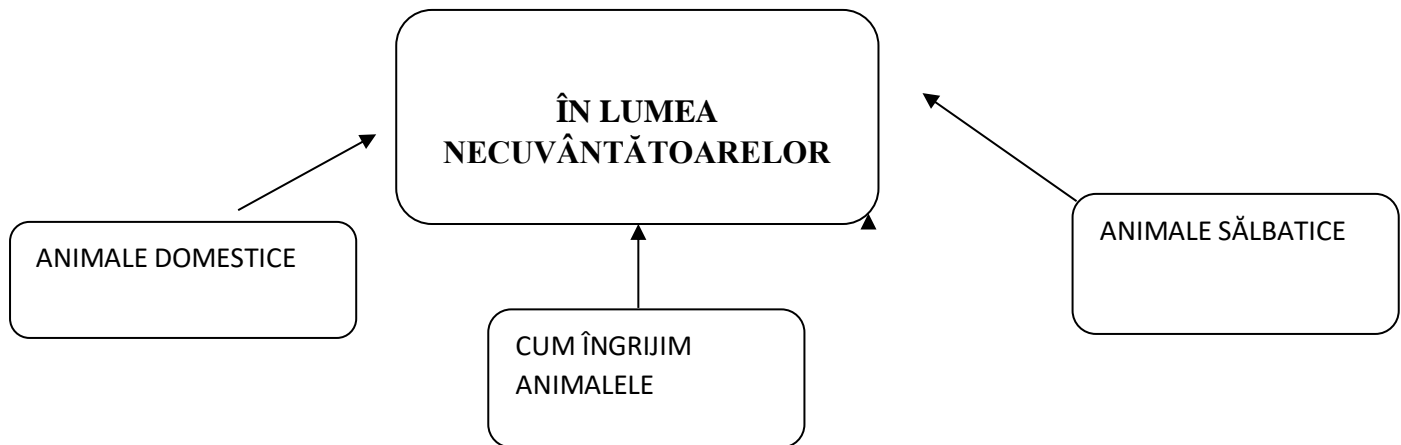 ÎN LUMEA
NECUVÂNTĂTOARELOR
ANIMALE DOMESTICE
ANIMALE SĂLBATICE
CUM ÎNGRIJIM
ANIMALELE